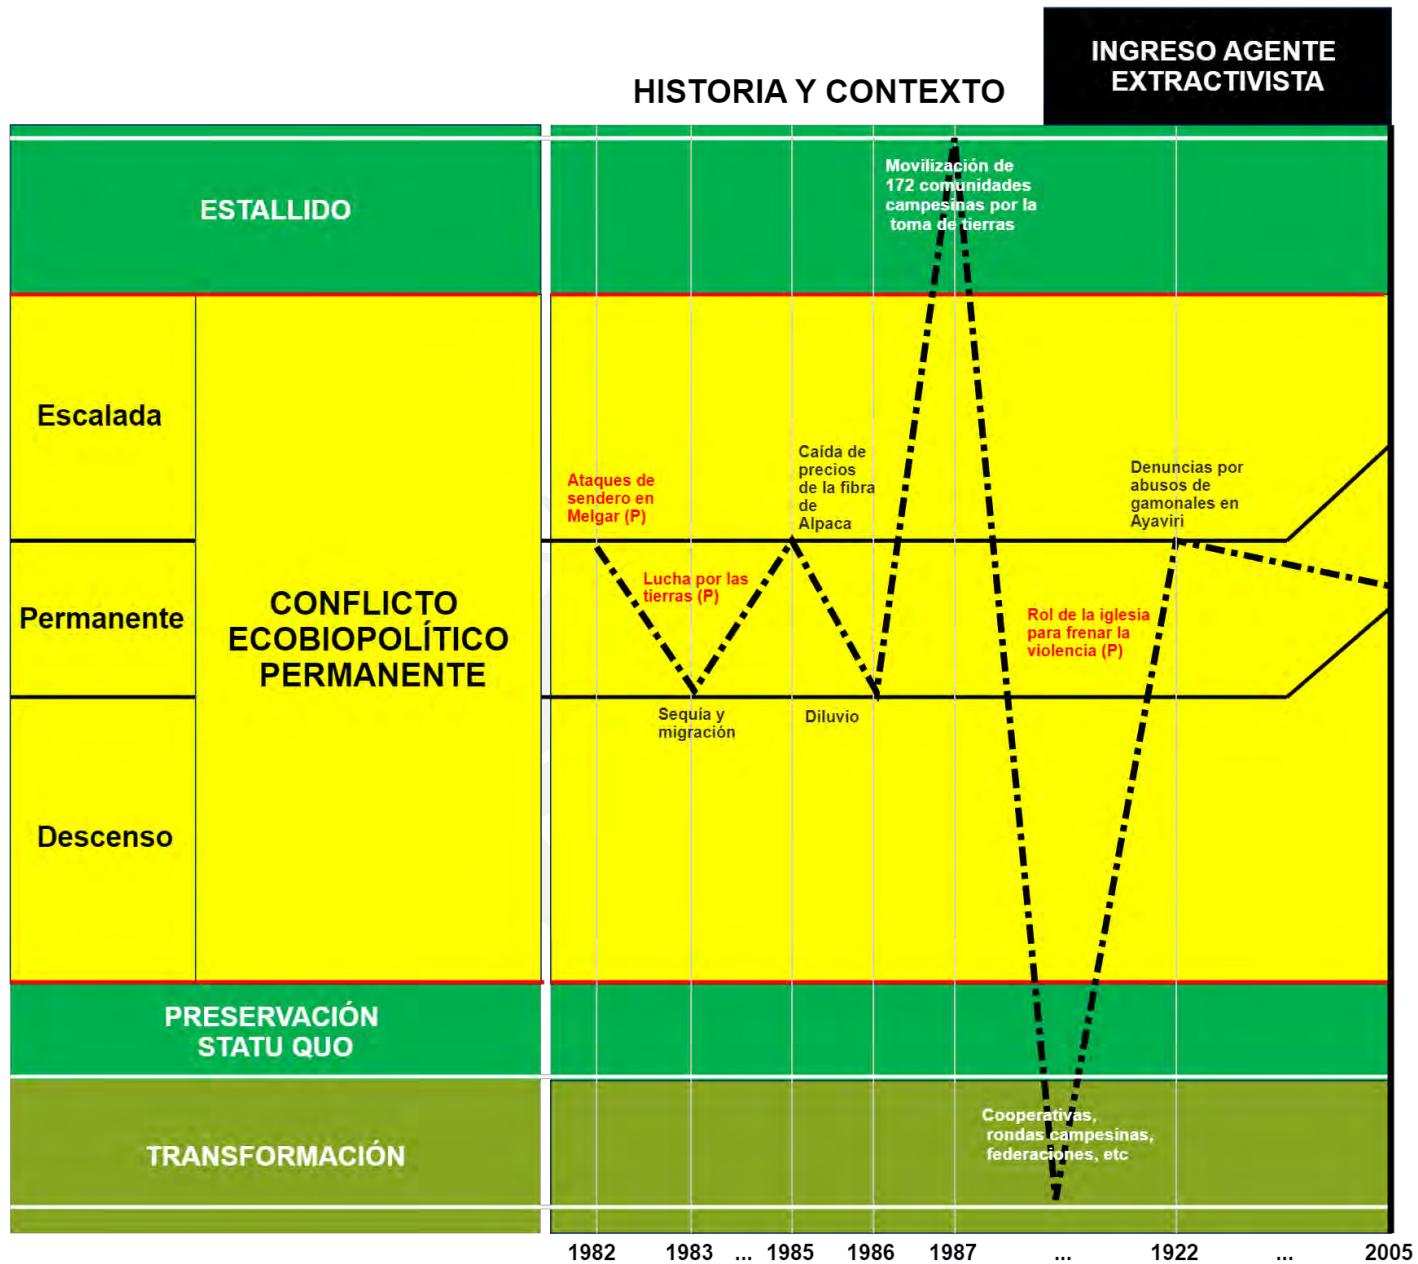 INGRESO AGENTE
EXTRACTIVISTA
HISTORIA Y CONTEXTO
ESTALLIDO
Movilización de
172 comunidades
campesinas por la
toma de tierras
Escalada
Ataques de
sendero en
Melgar (P)
Caída de
precios
de la fibra
de
Alpaca
Denuncias por
abusos de
gamonales en
Ayaviri
Permanente
CONFLICTO
ECOBIOPOLÍTICO
PERMANENTE
Lucha por las
tierras (P)
Rol de la iglesia
para frenar la
violencia (P)
Sequía y
migración
Diluvio
Descenso
PRESERVACIÓN
STATU QUO
TRANSFORMACIÓN
Cooperativas,
rondas campesinas,
federaciones, etc
1982 1983 ... 1985 1986 1987 ... 1922 ... 2005